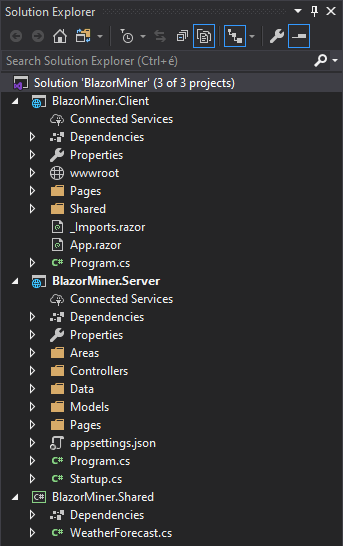 Solution Explorer
Search Solution Explorer (Ctrl+é)
Solution 'BlazorMiner' (3 of 3 projects)
BlazorMiner.Client
Connected Services
Dependencies
Properties
wwwroot
Pages
Shared
_Imports.razor
App.razor
C# Program.cs
BlazorMiner.Server
Connected Services
Dependencies
Properties
Areas
Controllers
Data
Models
Pages
appsettings.json
C# Program.cs
C# Startup.cs
C# BlazorMiner.Shared
Dependencies
C# WeatherForecast.cs